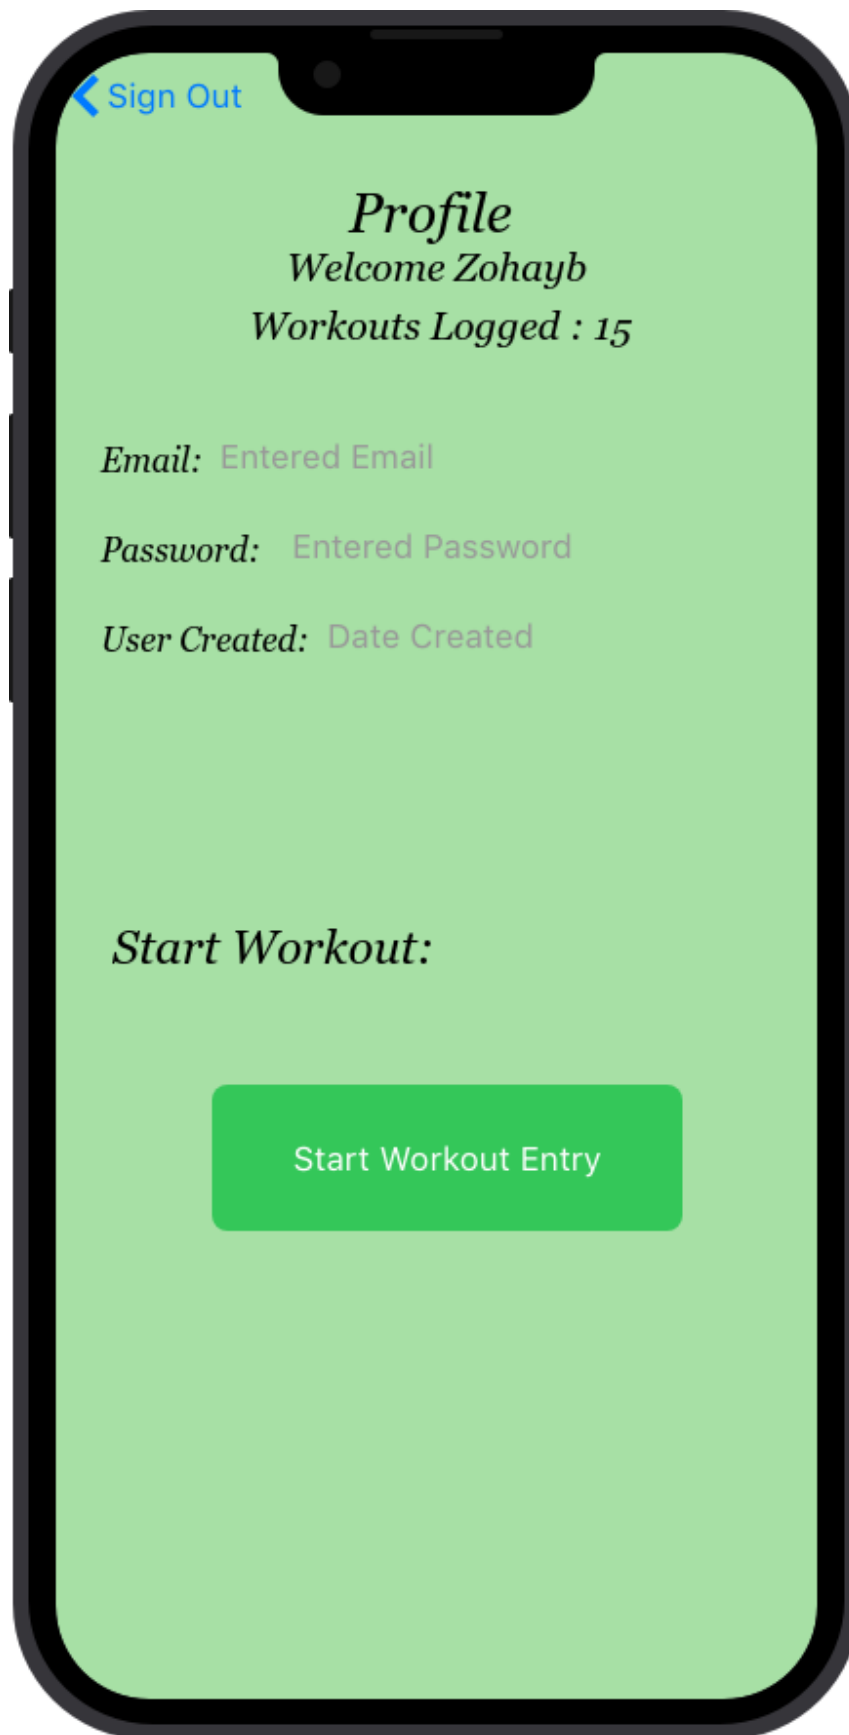 Sign Out
Profile
Welcome Zohayb
Workouts Logged : 15
Email: Entered Email
Password: Entered Password
User Created: Date Created
Start Workout:
Start Workout Entry